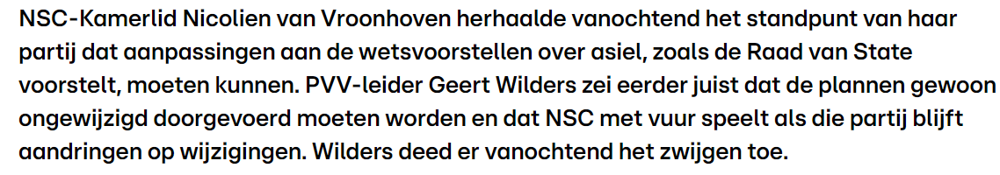 NSC-Kamerlid Nicolien van Vroonhoven herhaalde vanochtend het standpunt van haar
partij dat aanpassingen aan de wetsvoorstellen over asiel, zoals de Raad van State
voorstelt, moeten kunnen. PVV-leider Geert Wilders zei eerder juist dat de plannen gewoon
ongewijzigd doorgevoerd moeten worden en dat NSC met vuur speelt als die partij blijft
aandringen op wijzigingen. Wilders deed er vanochtend het zwijgen toe.